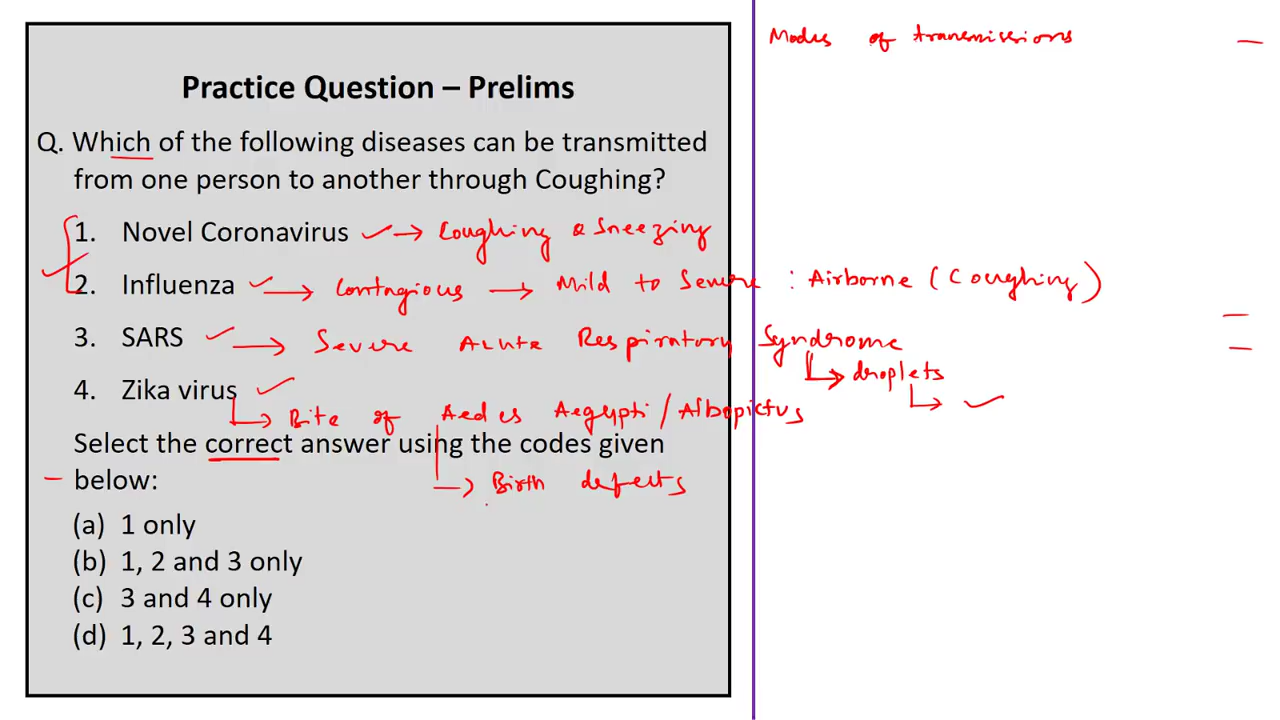 Modes of transmissions
Practice Question – Prelims
Q. Which of the following diseases can be transmitted
from one person to another through Coughing?
1. Novel Coronavirus → Coughing & Sneezing
2. Influenza → Contagious → Mild to Severe : Airborne (Coughing)
3. SARS → Severe Acute Respiratory Syndrome
→ droplets
4. Zika virus
→ Bite of Aedes Aegypti / Albopictus
Select the correct answer using the codes given
below:
→ Birth defects
(a) 1 only
(b) 1, 2 and 3 only
(c) 3 and 4 only
(d) 1, 2, 3 and 4